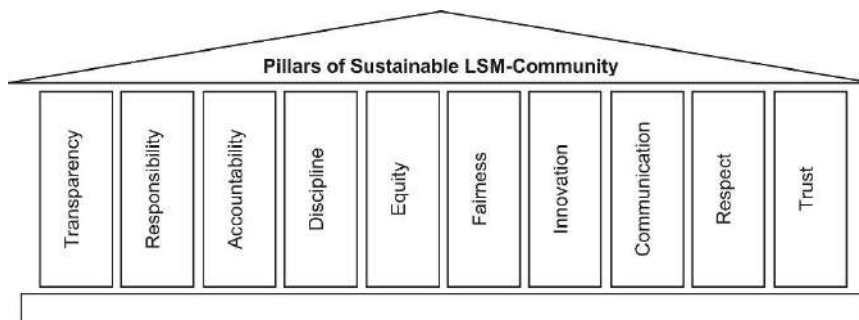 Pillars of Sustainable LSM-Community
Transparency
Responsibility
Accountability
Discipline
Equity
Fairness
Innovation
Communication
Respect
Trust